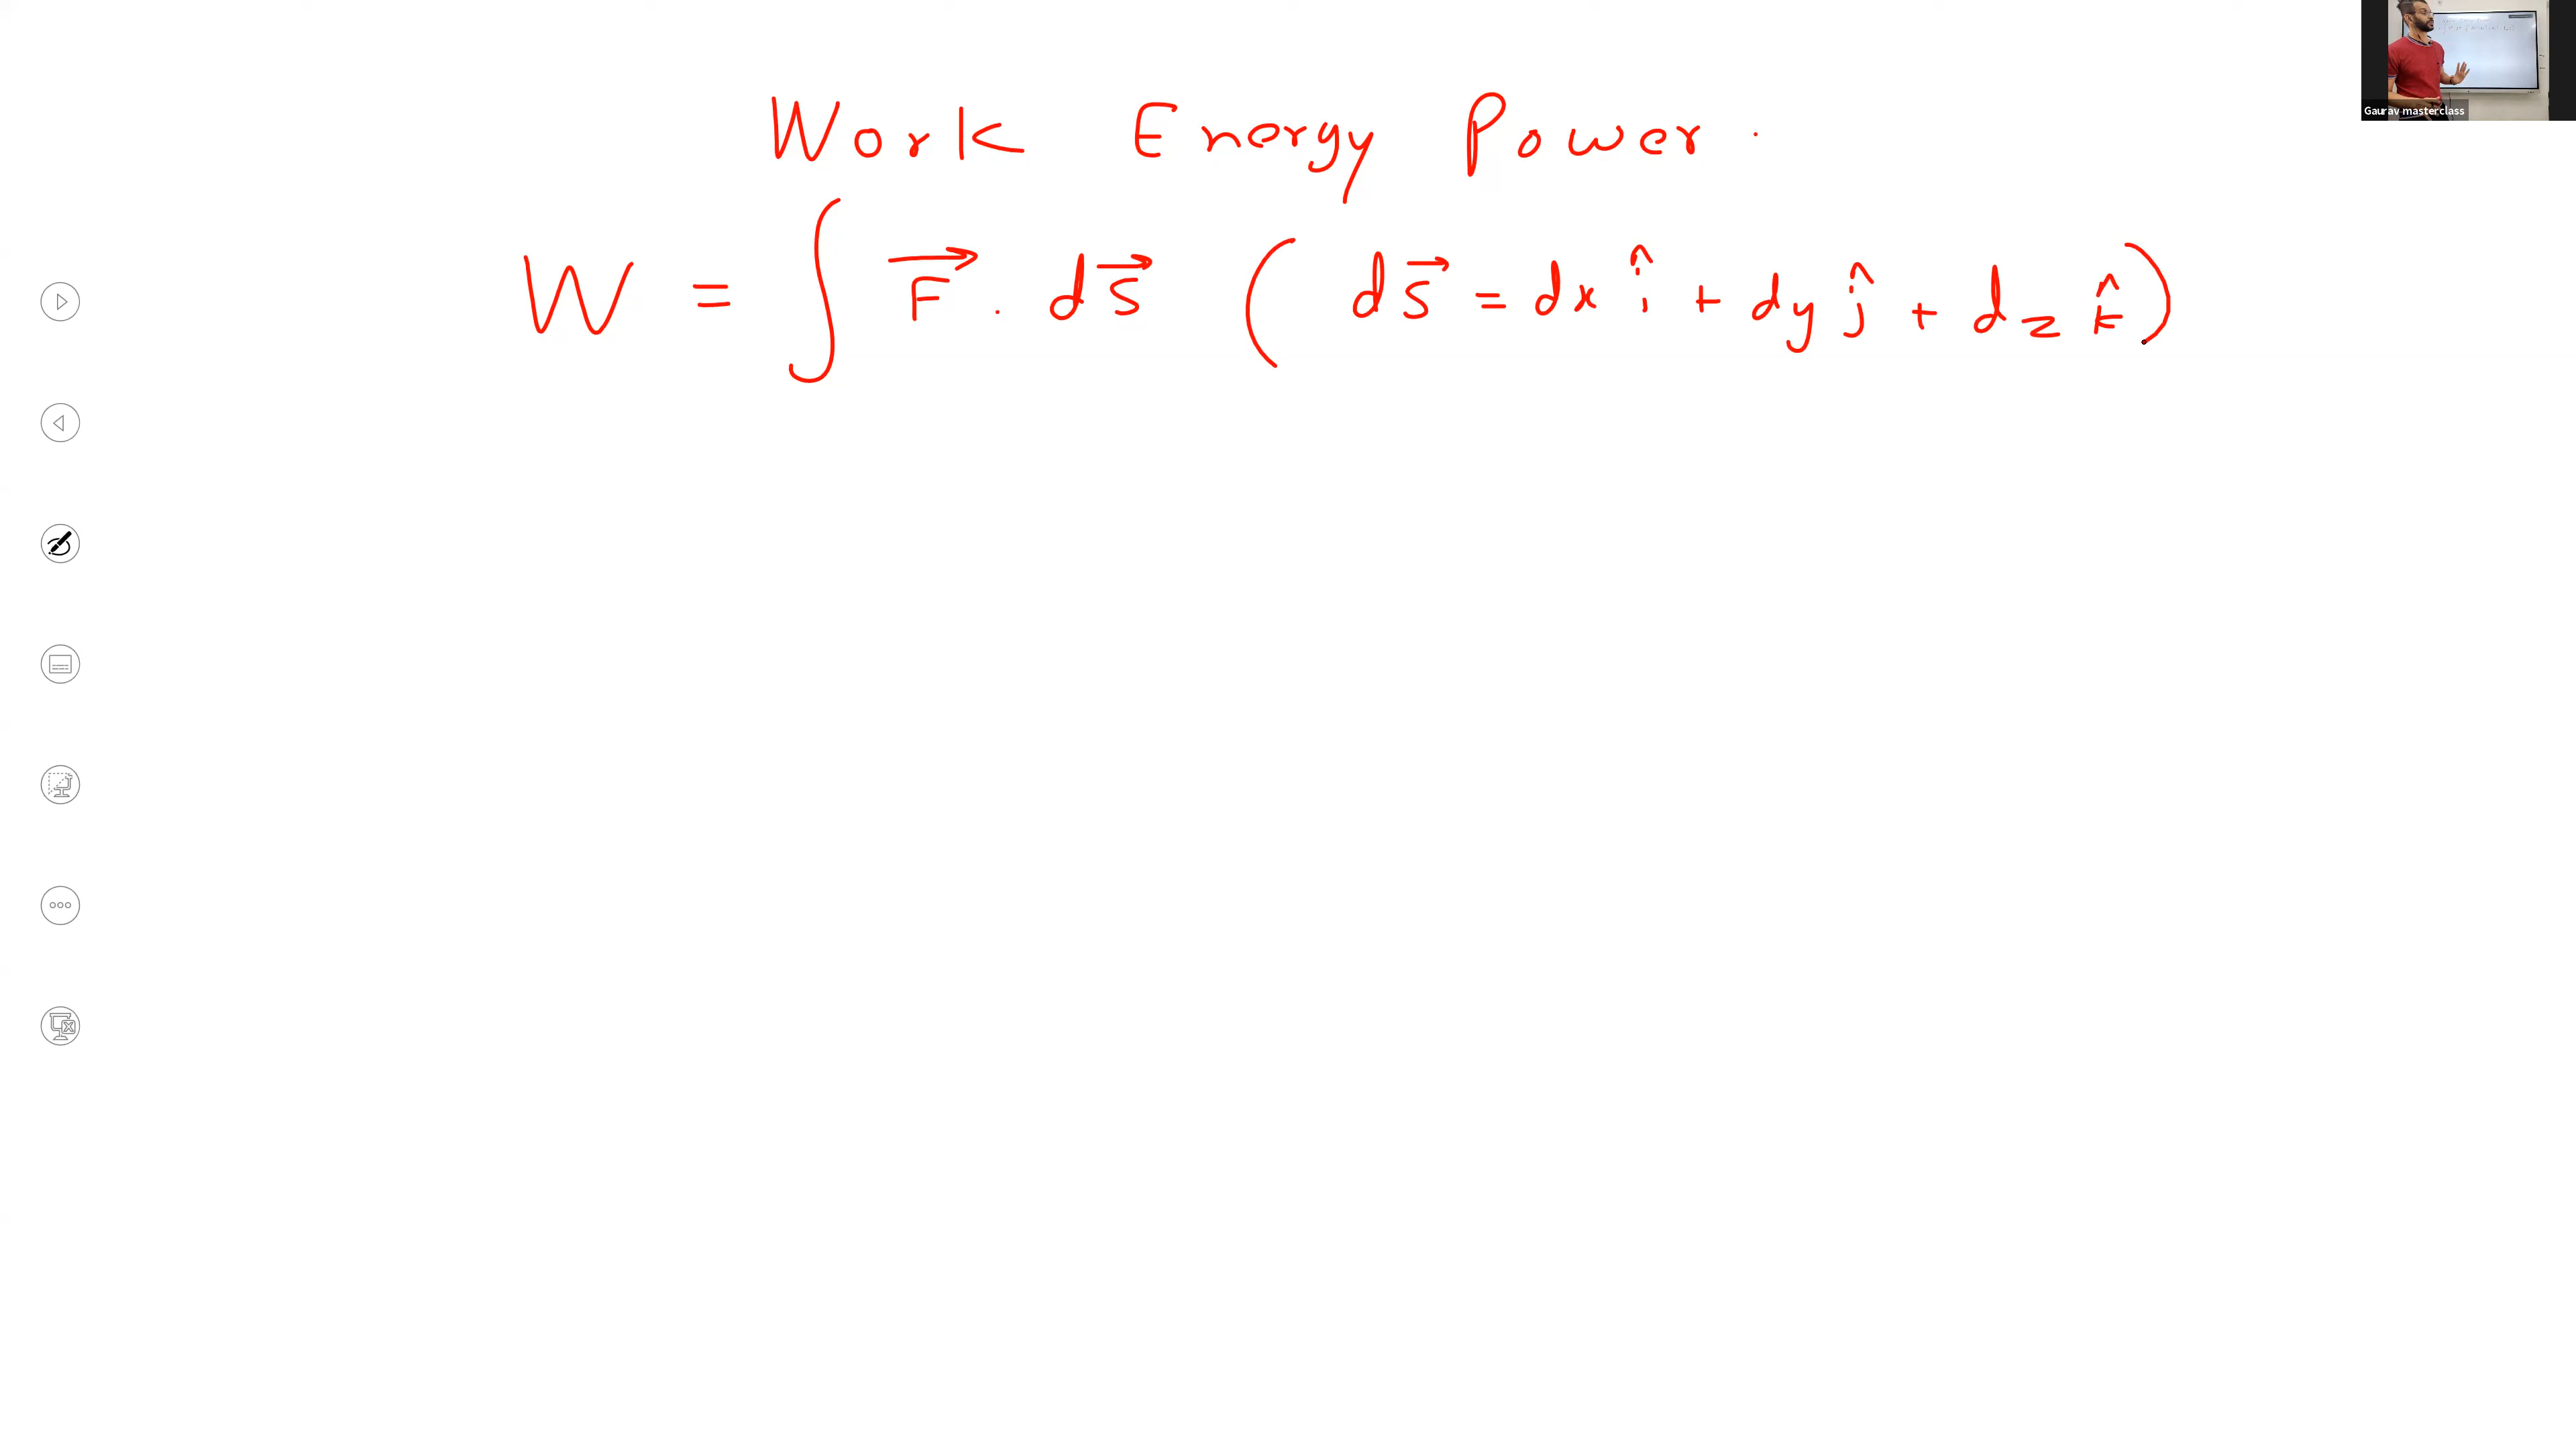 Work Energy Power.
W = ∫ F⃗ . dS⃗ ( dS⃗ = dx î + dy ĵ + dz k̂ )
Gaurav masterclass